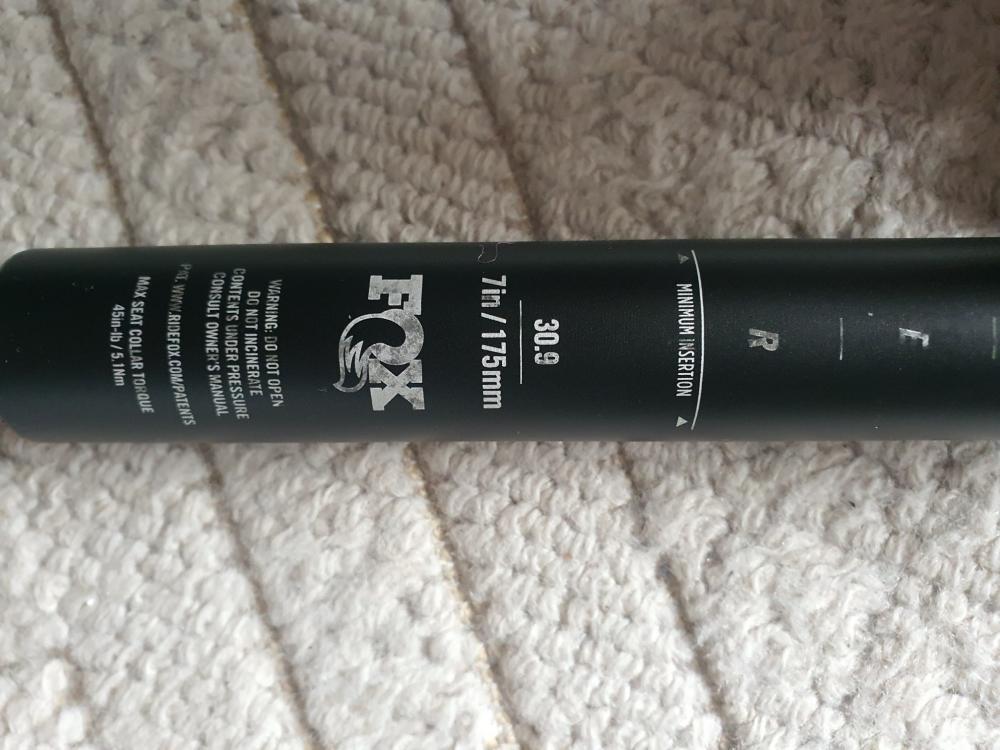 E
R
MINIMUM INSERTION
30.9
7in / 175mm
FOX
WARNING: DO NOT OPEN
DO NOT INCINERATE
CONTENTS UNDER PRESSURE
CONSULT OWNER'S MANUAL
WWW.RIDEFOX.COM/PATENTS
MAX SEAT COLLAR TORQUE
45in-lb / 5.1Nm